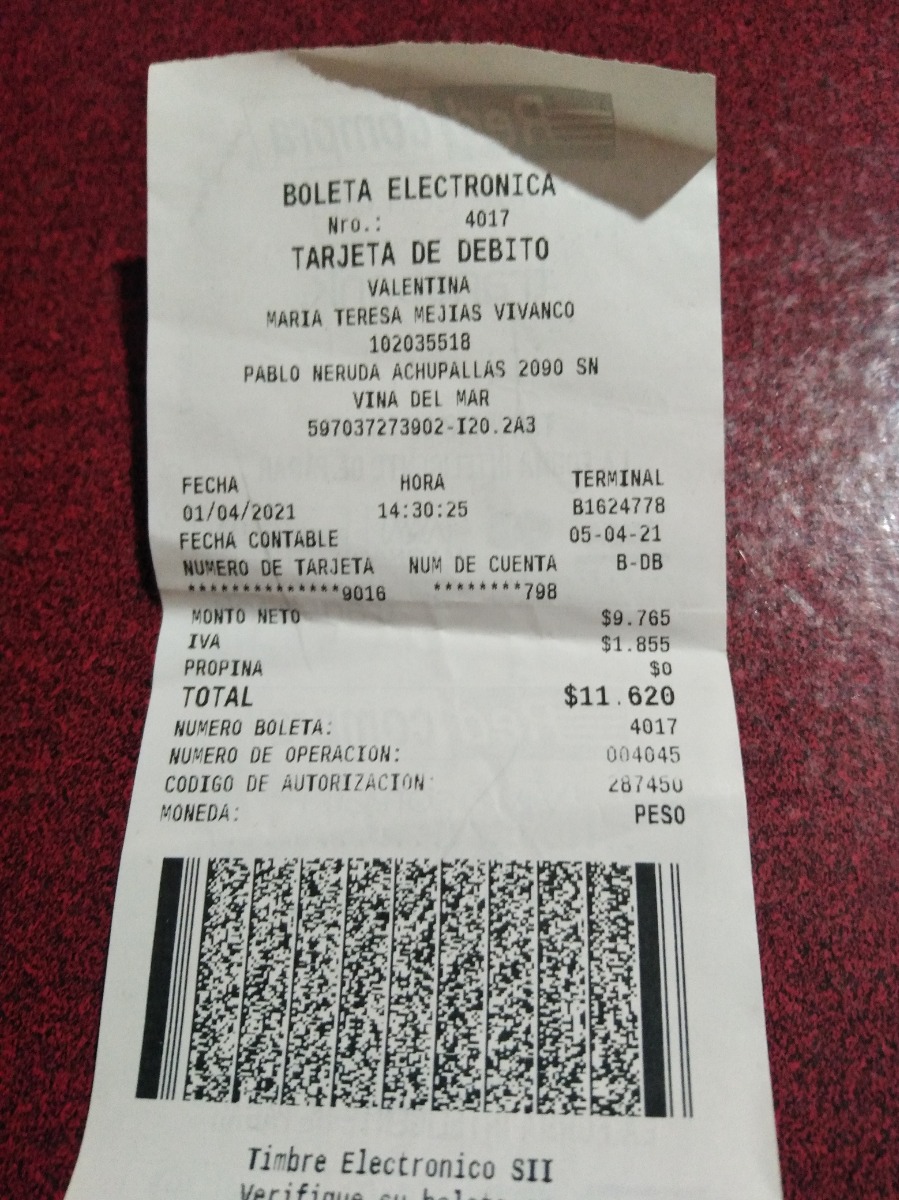 BOLETA ELECTRONICA
Nro.: 4017
TARJETA DE DEBITO
VALENTINA
MARIA TERESA MEJIAS VIVANCO
102035518
PABLO NERUDA ACHUPALLAS 2090 SN
VINA DEL MAR
597037273902-I20.2A3
FECHA HORA TERMINAL
01/04/2021 14:30:25 B1624778
FECHA CONTABLE 05-04-21
NUMERO DE TARJETA NUM DE CUENTA B-DB
**************9016 ********798
MONTO NETO $9.765
IVA $1.855
PROPINA $0
TOTAL $11.620
NUMERO BOLETA: 4017
NUMERO DE OPERACION: 004045
CODIGO DE AUTORIZACION: 287450
MONEDA: PESO
Timbre Electronico SII
Verifique su boleta